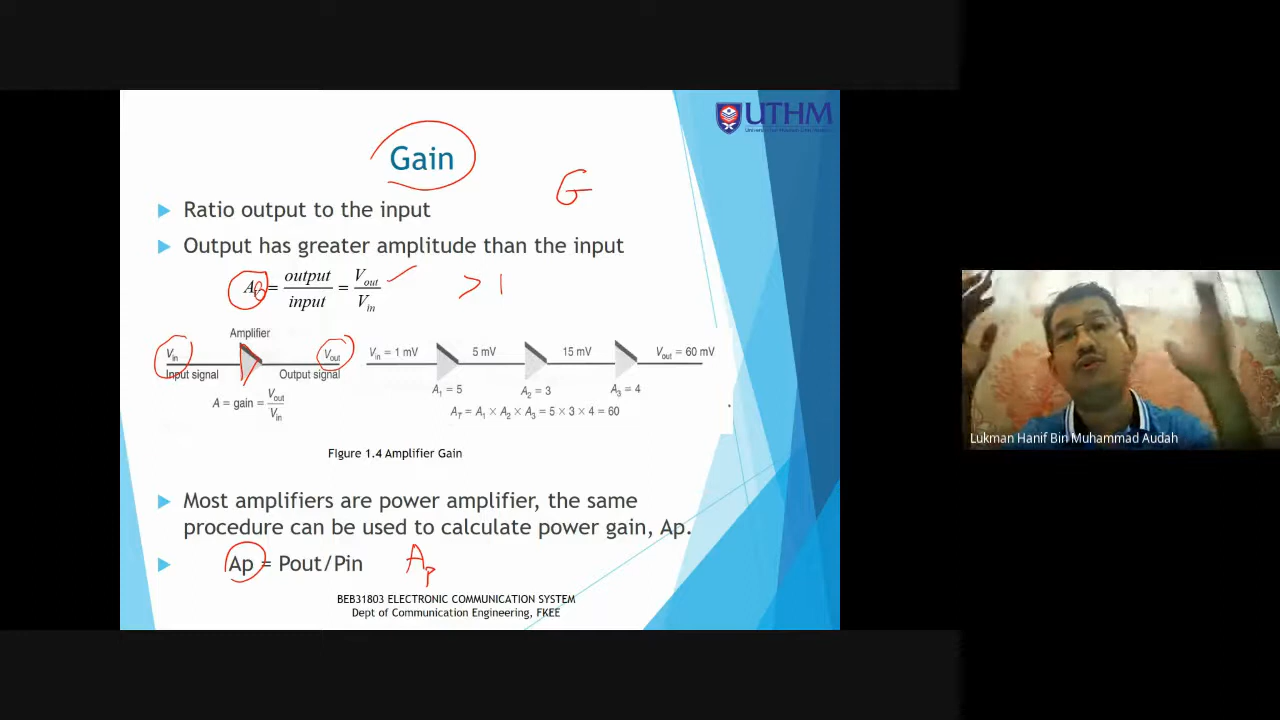 UTHM
Gain
G
Ratio output to the input
Output has greater amplitude than the input
A = output / input = Vout / Vin
> 1
Amplifier
Vin
Vout
Input signal
Output signal
A = gain = Vout / Vin
Vin = 1 mV
5 mV
15 mV
Vout = 60 mV
A1 = 5
A2 = 3
A3 = 4
AT = A1 × A2 × A3 = 5 × 3 × 4 = 60
Figure 1.4 Amplifier Gain
Most amplifiers are power amplifier, the same
procedure can be used to calculate power gain, Ap.
Ap = Pout/Pin
Ap
BEB31803 ELECTRONIC COMMUNICATION SYSTEM
Dept of Communication Engineering, FKEE
Lukman Hanif Bin Muhammad Audah